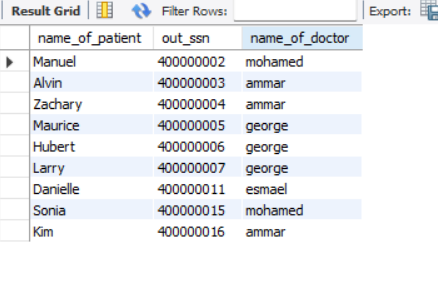 Result Grid Filter Rows: Export:
name_of_patient out_ssn name_of_doctor
Manuel 400000002 mohamed
Alvin 400000003 ammar
Zachary 400000004 ammar
Maurice 400000005 george
Hubert 400000006 george
Larry 400000007 george
Danielle 400000011 esmael
Sonia 400000015 mohamed
Kim 400000016 ammar